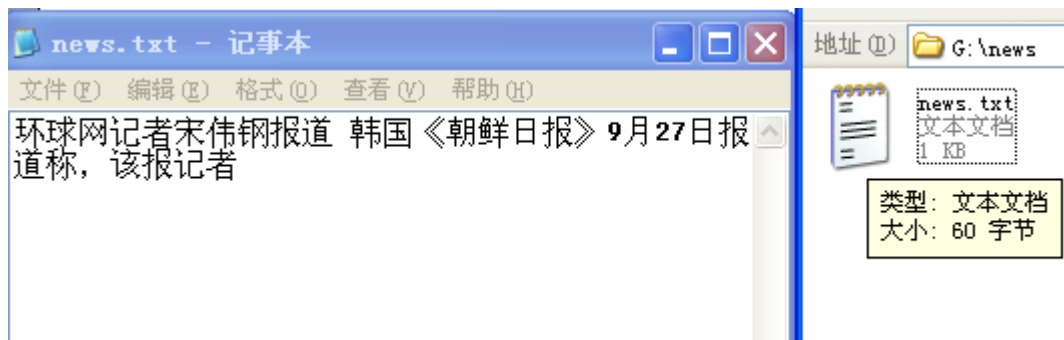 news.txt - 记事本
文件(F) 编辑(E) 格式(O) 查看(V) 帮助(H)
环球网记者宋伟钢报道 韩国《朝鲜日报》9月27日报
道称，该报记者
地址(D) G:\news
news.txt
文本文档
1 KB
类型: 文本文档
大小: 60 字节